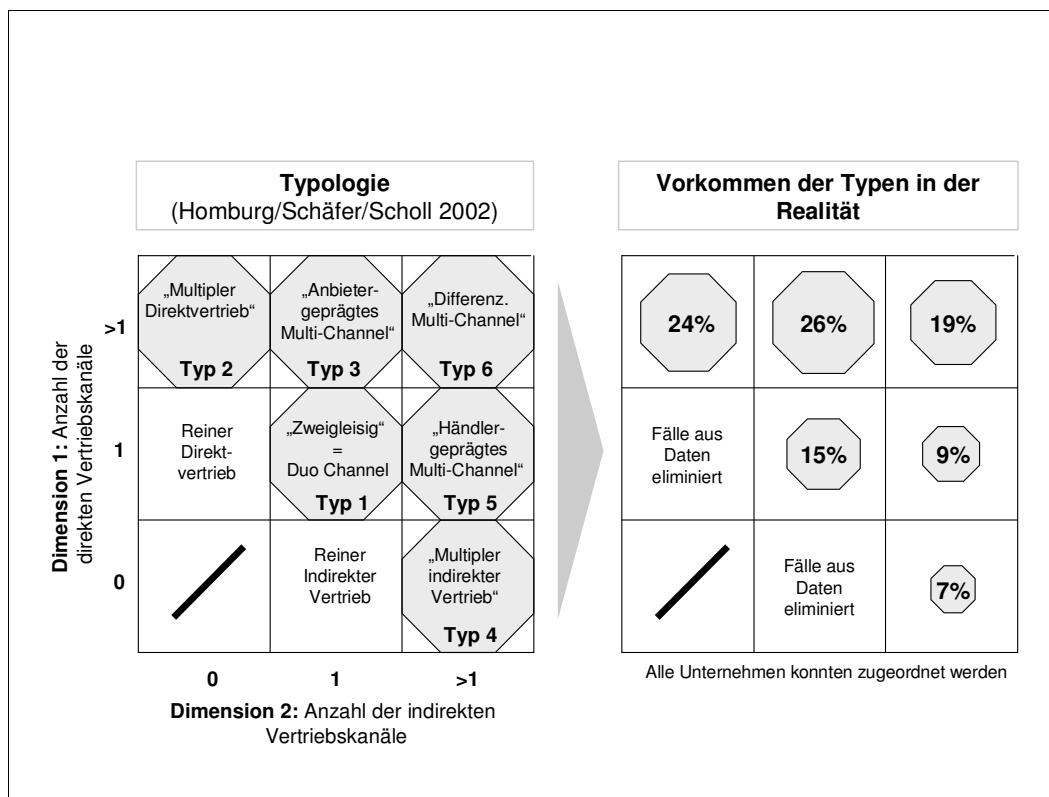 Typologie
(Homburg/Schäfer/Scholl 2002)
Vorkommen der Typen in der
Realität
Dimension 1: Anzahl der
direkten Vertriebskanäle
>1
„Multipler
Direktvertrieb“
Typ 2
„Anbieter-
geprägtes
Multi-Channel“
Typ 3
„Differenz.
Multi-Channel“
Typ 6
1
Reiner
Direkt-
vertrieb
„Zweigleisig“
=
Duo Channel
Typ 1
„Händler-
geprägtes
Multi-Channel“
Typ 5
0
Reiner
Indirekter
Vertrieb
„Multipler
indirekter
Vertrieb“
Typ 4
0
1
>1
Dimension 2: Anzahl der indirekten
Vertriebskanäle
24%
26%
19%
Fälle aus
Daten
eliminiert
15%
9%
Fälle aus
Daten
eliminiert
7%
Alle Unternehmen konnten zugeordnet werden